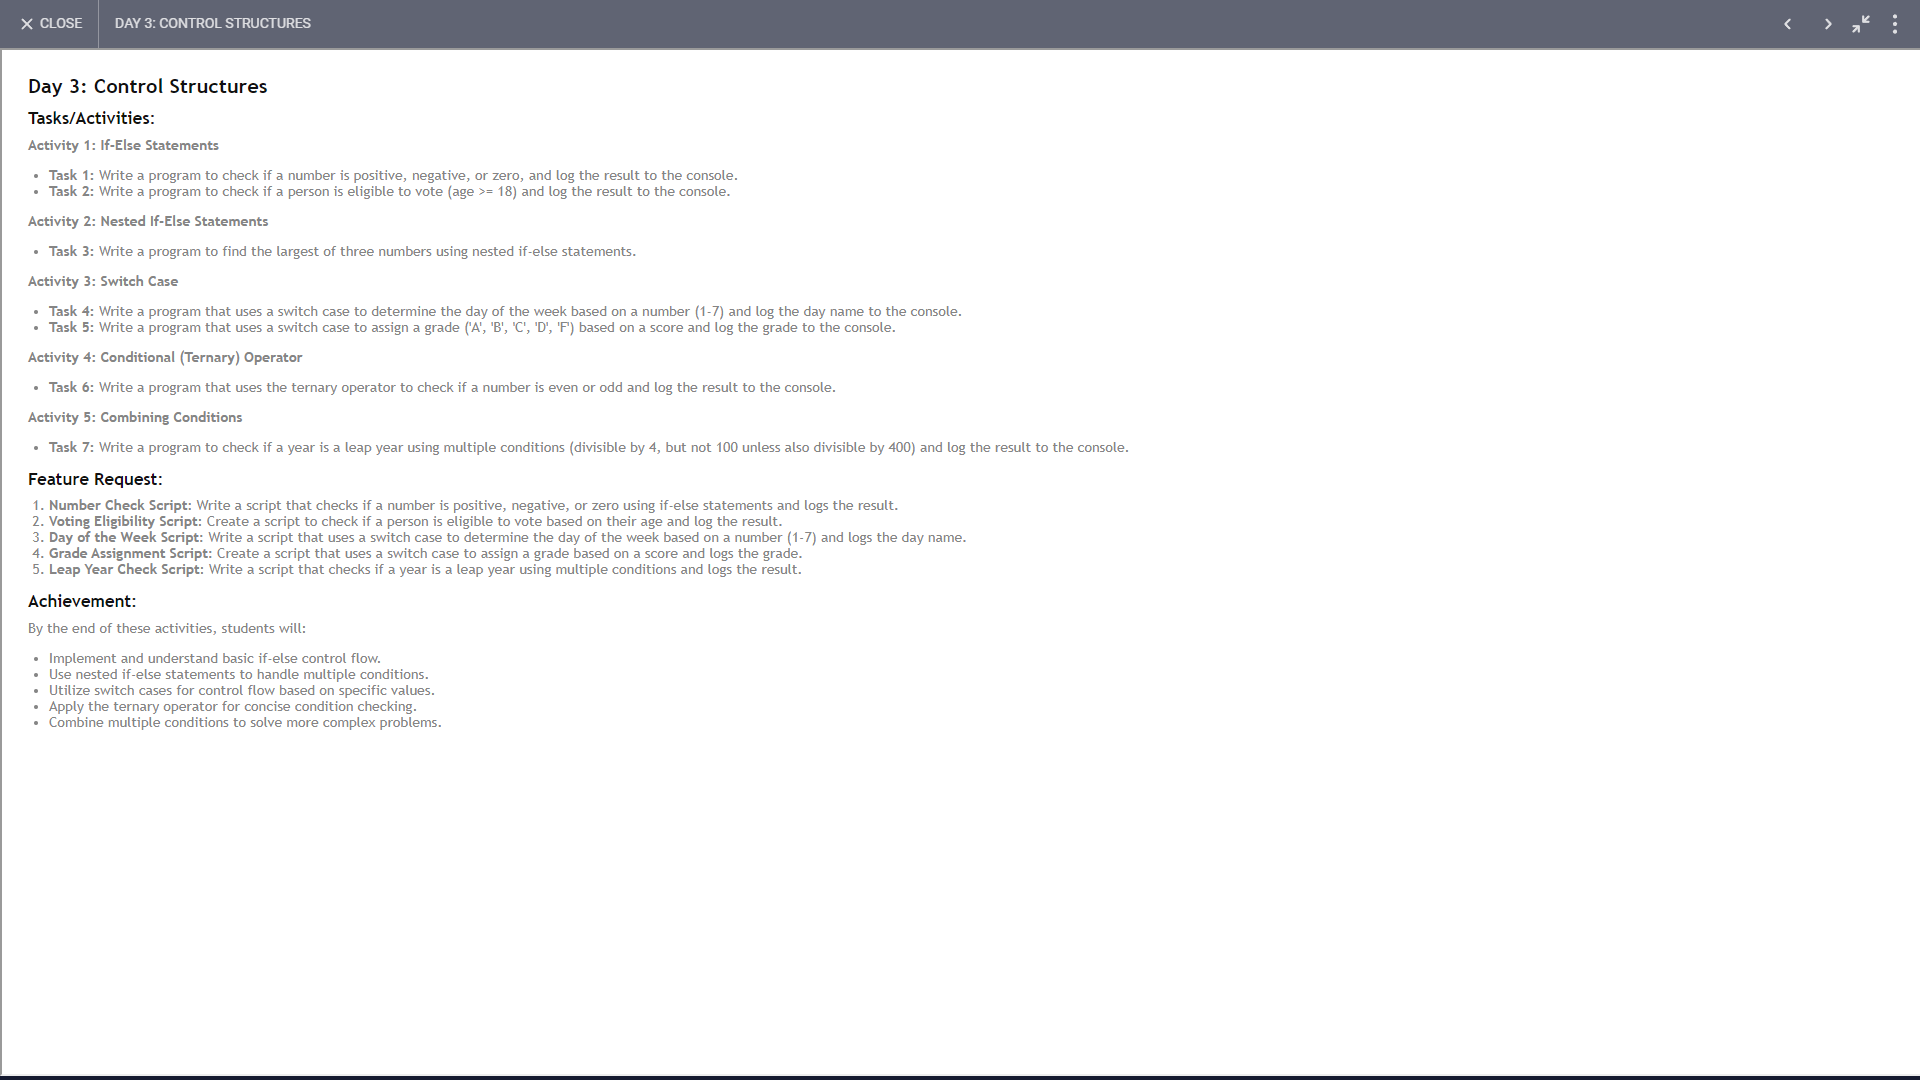 CLOSE
DAY 3: CONTROL STRUCTURES
Day 3: Control Structures
Tasks/Activities:
Activity 1: If-Else Statements
• Task 1: Write a program to check if a number is positive, negative, or zero, and log the result to the console.
• Task 2: Write a program to check if a person is eligible to vote (age >= 18) and log the result to the console.
Activity 2: Nested If-Else Statements
• Task 3: Write a program to find the largest of three numbers using nested if-else statements.
Activity 3: Switch Case
• Task 4: Write a program that uses a switch case to determine the day of the week based on a number (1-7) and log the day name to the console.
• Task 5: Write a program that uses a switch case to assign a grade ('A', 'B', 'C', 'D', 'F') based on a score and log the grade to the console.
Activity 4: Conditional (Ternary) Operator
• Task 6: Write a program that uses the ternary operator to check if a number is even or odd and log the result to the console.
Activity 5: Combining Conditions
• Task 7: Write a program to check if a year is a leap year using multiple conditions (divisible by 4, but not 100 unless also divisible by 400) and log the result to the console.
Feature Request:
1. Number Check Script: Write a script that checks if a number is positive, negative, or zero using if-else statements and logs the result.
2. Voting Eligibility Script: Create a script to check if a person is eligible to vote based on their age and log the result.
3. Day of the Week Script: Write a script that uses a switch case to determine the day of the week based on a number (1-7) and logs the day name.
4. Grade Assignment Script: Create a script that uses a switch case to assign a grade based on a score and logs the grade.
5. Leap Year Check Script: Write a script that checks if a year is a leap year using multiple conditions and logs the result.
Achievement:
By the end of these activities, students will:
• Implement and understand basic if-else control flow.
• Use nested if-else statements to handle multiple conditions.
• Utilize switch cases for control flow based on specific values.
• Apply the ternary operator for concise condition checking.
• Combine multiple conditions to solve more complex problems.